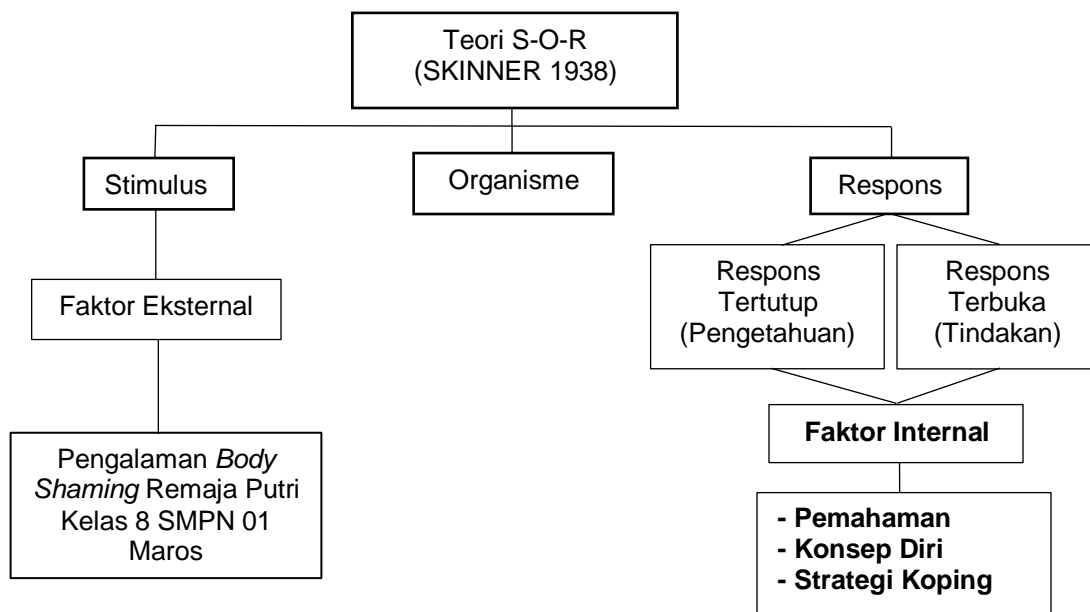 Teori S-O-R
(SKINNER 1938)
Stimulus
Organisme
Respons
Faktor Eksternal
Respons
Tertutup
(Pengetahuan)
Respons
Terbuka
(Tindakan)
Faktor Internal
Pengalaman Body
Shaming Remaja Putri
Kelas 8 SMPN 01
Maros
- Pemahaman
- Konsep Diri
- Strategi Koping